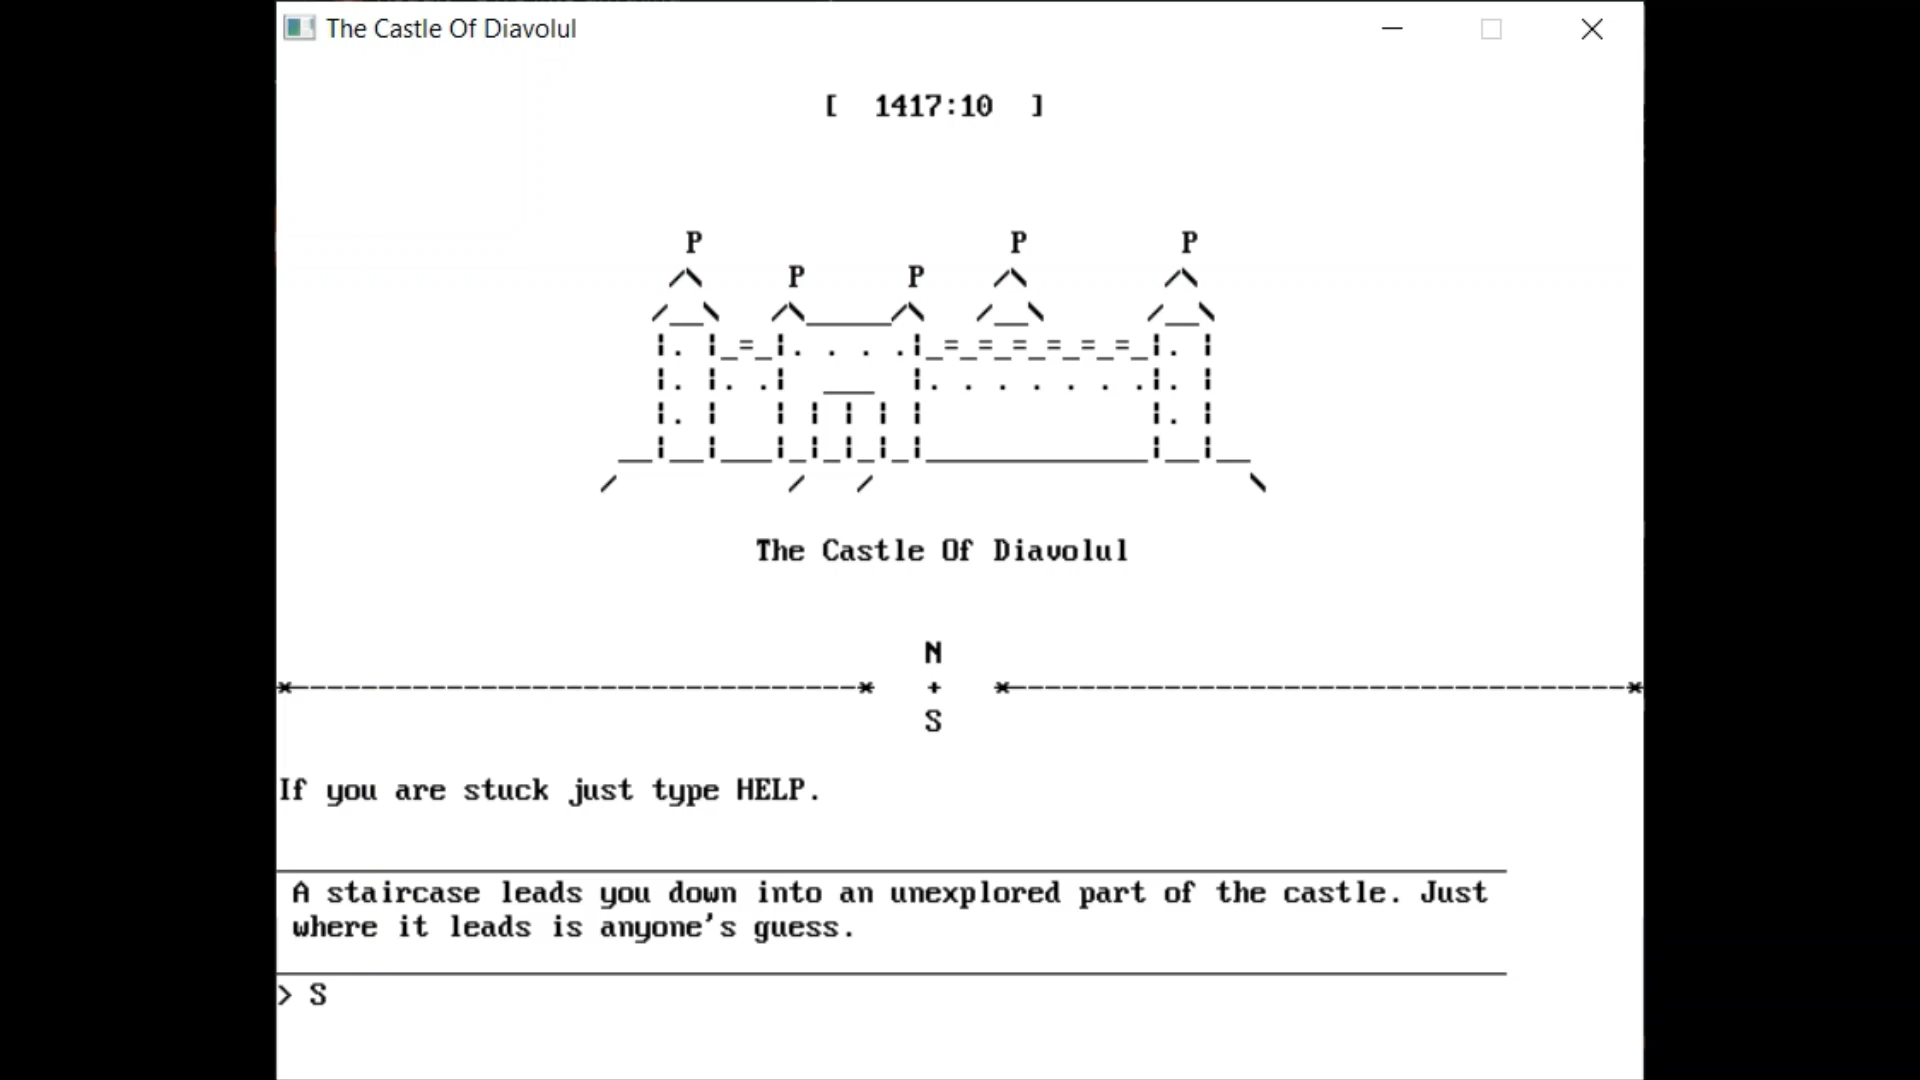 The Castle Of Diavolul
[ 1417:10 ]
P P P
P P
The Castle Of Diavolul
N
*----------------------------------* + *-------------------------------------*
S
If you are stuck just type HELP.
A staircase leads you down into an unexplored part of the castle. Just
where it leads is anyone's guess.
> S